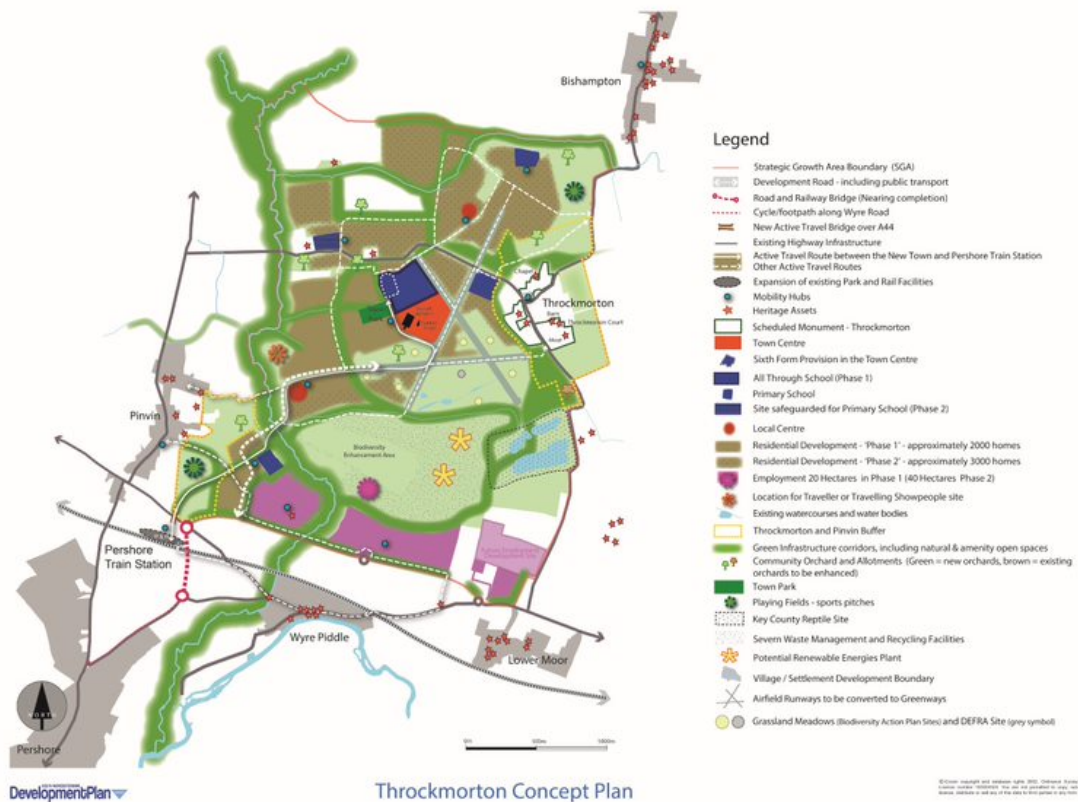 Bishampton
Chapel
Throckmorton
Barn
Throckmorton Court
Moat
Pinvin
Biodiversity
Enhancement Area
Pershore
Train Station
Wyre Piddle
Lower Moor
NORTH
Pershore
Legend
Strategic Growth Area Boundary (SGA)
Development Road - including public transport
Road and Railway Bridge (Nearing completion)
Cycle/footpath along Wyre Road
New Active Travel Bridge over A44
Existing Highway Infrastructure
Active Travel Route between the New Town and Pershore Train Station
Other Active Travel Routes
Expansion of existing Park and Rail Facilities
Mobility Hubs
Heritage Assets
Scheduled Monument - Throckmorton
Town Centre
Sixth Form Provision in the Town Centre
All Through School (Phase 1)
Primary School
Site safeguarded for Primary School (Phase 2)
Local Centre
Residential Development - 'Phase 1' - approximately 2000 homes
Residential Development - 'Phase 2' - approximately 3000 homes
Employment 20 Hectares in Phase 1 (40 Hectares Phase 2)
Location for Traveller or Travelling Showpeople site
Existing watercourses and water bodies
Throckmorton and Pinvin Buffer
Green Infrastructure corridors, including natural & amenity open spaces
Community Orchard and Allotments (Green = new orchards, brown = existing
orchards to be enhanced)
Town Park
Playing Fields - sports pitches
Key County Reptile Site
Severn Waste Management and Recycling Facilities
Potential Renewable Energies Plant
Village / Settlement Development Boundary
Airfield Runways to be converted to Greenways
Grassland Meadows (Biodiversity Action Plan Sites) and DEFRA Site (grey symbol)
DevelopmentPlan
Throckmorton Concept Plan